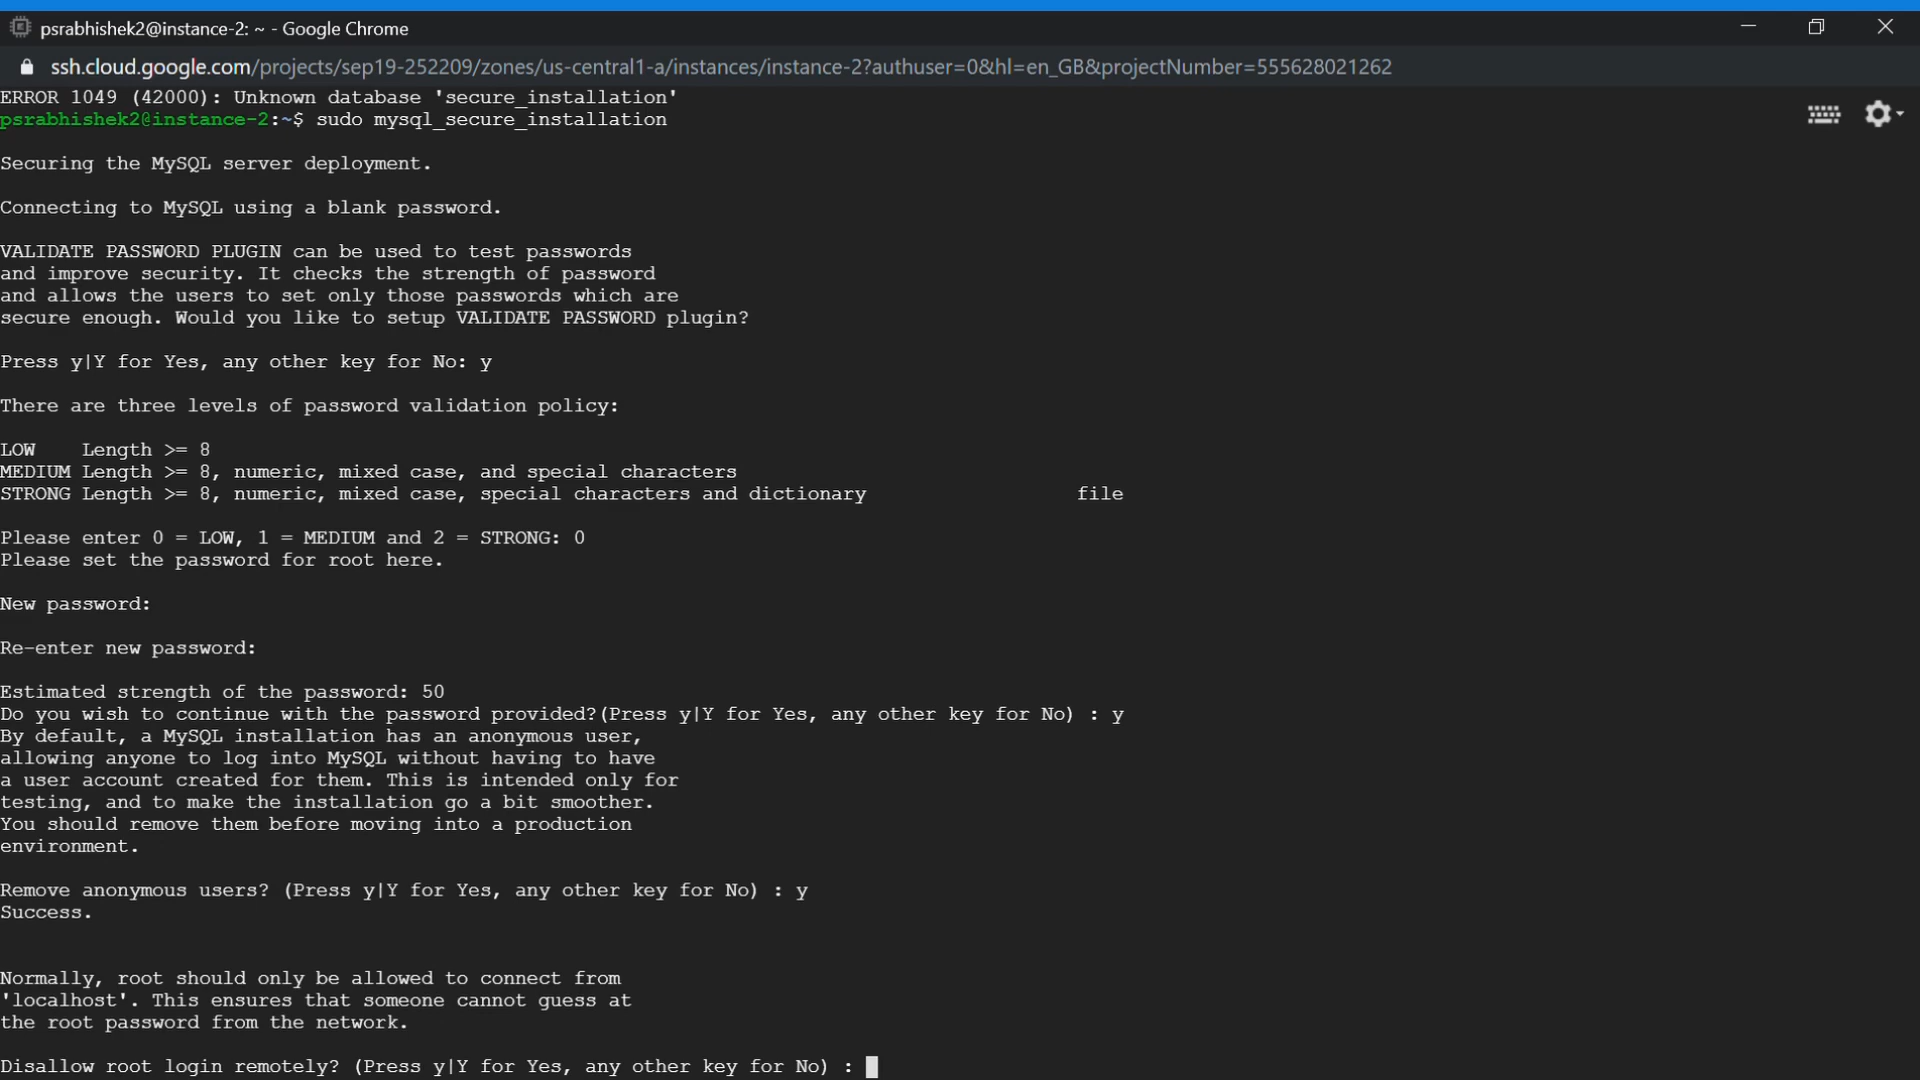 psrabhishek2@instance-2: ~ - Google Chrome
ssh.cloud.google.com/projects/sep19-252209/zones/us-central1-a/instances/instance-2?authuser=0&hl=en_GB&projectNumber=555628021262
ERROR 1049 (42000): Unknown database 'secure_installation'
psrabhishek2@instance-2:~$ sudo mysql_secure_installation
Securing the MySQL server deployment.
Connecting to MySQL using a blank password.
VALIDATE PASSWORD PLUGIN can be used to test passwords
and improve security. It checks the strength of password
and allows the users to set only those passwords which are
secure enough. Would you like to setup VALIDATE PASSWORD plugin?
Press y|Y for Yes, any other key for No: y
There are three levels of password validation policy:
LOW    Length >= 8
MEDIUM Length >= 8, numeric, mixed case, and special characters
STRONG Length >= 8, numeric, mixed case, special characters and dictionary                  file
Please enter 0 = LOW, 1 = MEDIUM and 2 = STRONG: 0
Please set the password for root here.
New password:
Re-enter new password:
Estimated strength of the password: 50
Do you wish to continue with the password provided?(Press y|Y for Yes, any other key for No) : y
By default, a MySQL installation has an anonymous user,
allowing anyone to log into MySQL without having to have
a user account created for them. This is intended only for
testing, and to make the installation go a bit smoother.
You should remove them before moving into a production
environment.
Remove anonymous users? (Press y|Y for Yes, any other key for No) : y
Success.
Normally, root should only be allowed to connect from
'localhost'. This ensures that someone cannot guess at
the root password from the network.
Disallow root login remotely? (Press y|Y for Yes, any other key for No) :